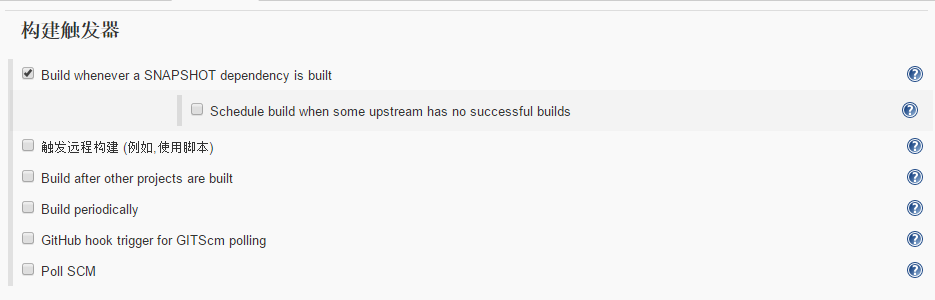 构建触发器
Build whenever a SNAPSHOT dependency is built
Schedule build when some upstream has no successful builds
触发远程构建 (例如,使用脚本)
Build after other projects are built
Build periodically
GitHub hook trigger for GITScm polling
Poll SCM